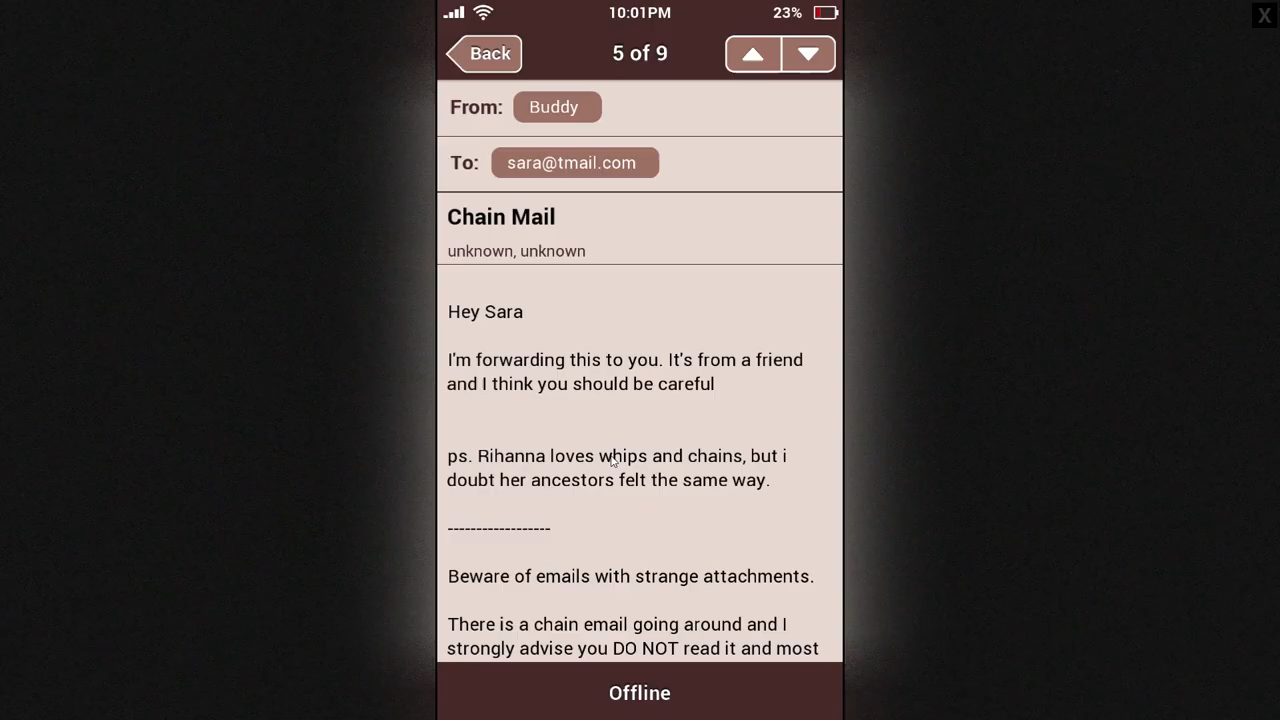 10:01PM
23%
X
Back
5 of 9
From: Buddy
To: sara@tmail.com
Chain Mail
unknown, unknown
Hey Sara
I'm forwarding this to you. It's from a friend
and I think you should be careful
ps. Rihanna loves whips and chains, but i
doubt her ancestors felt the same way.
------------------
Beware of emails with strange attachments.
There is a chain email going around and I
strongly advise you DO NOT read it and most
Offline